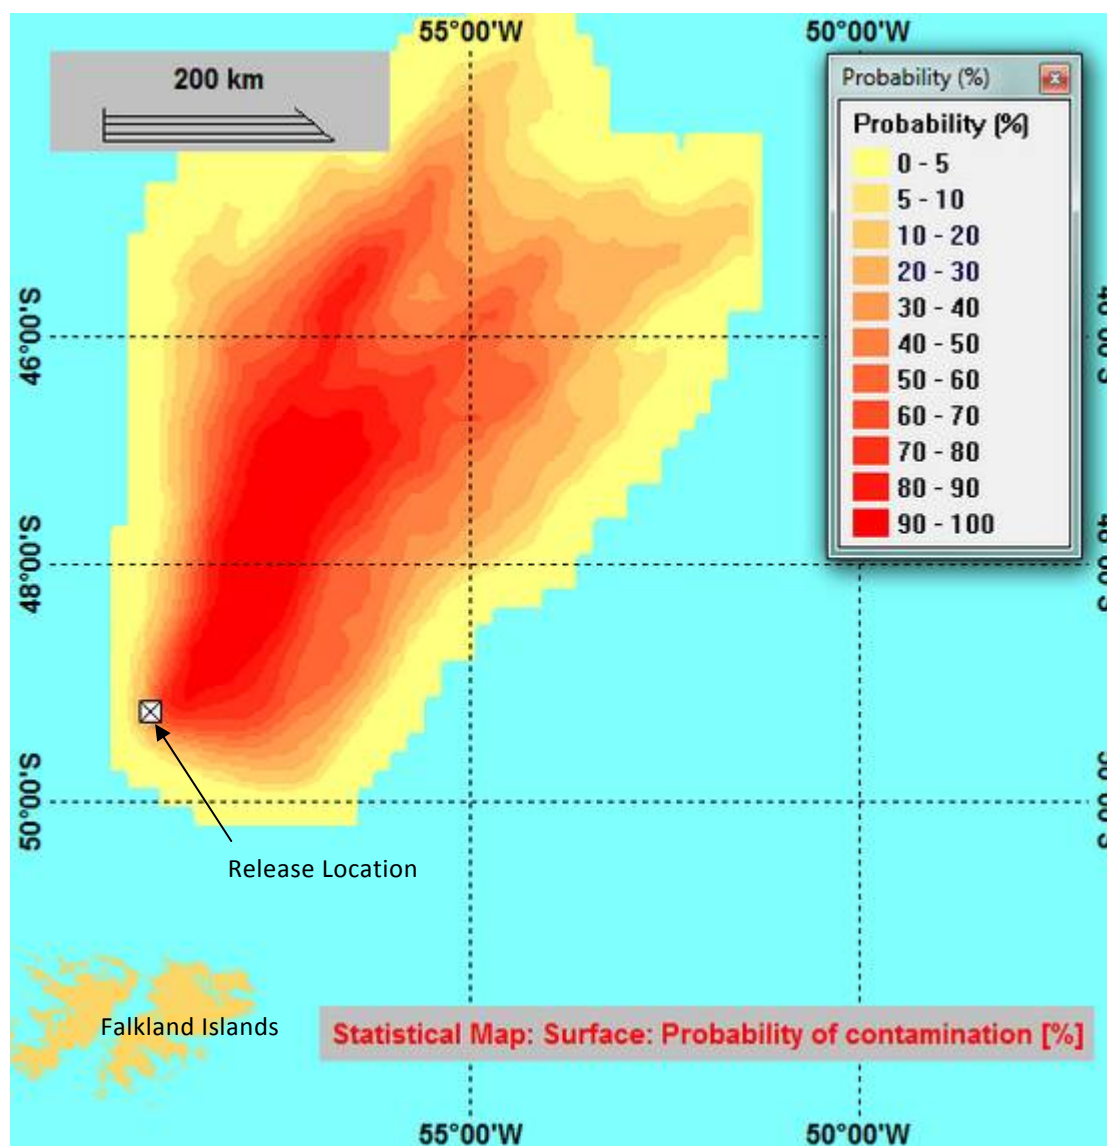 55°00'W
50°00'W
200 km
Probability (%)
Probability (%)
0 - 5
5 - 10
10 - 20
20 - 30
30 - 40
40 - 50
50 - 60
60 - 70
70 - 80
80 - 90
90 - 100
46°00'S
48°00'S
50°00'S
Release Location
Falkland Islands
Statistical Map: Surface: Probability of contamination [%]
55°00'W
50°00'W